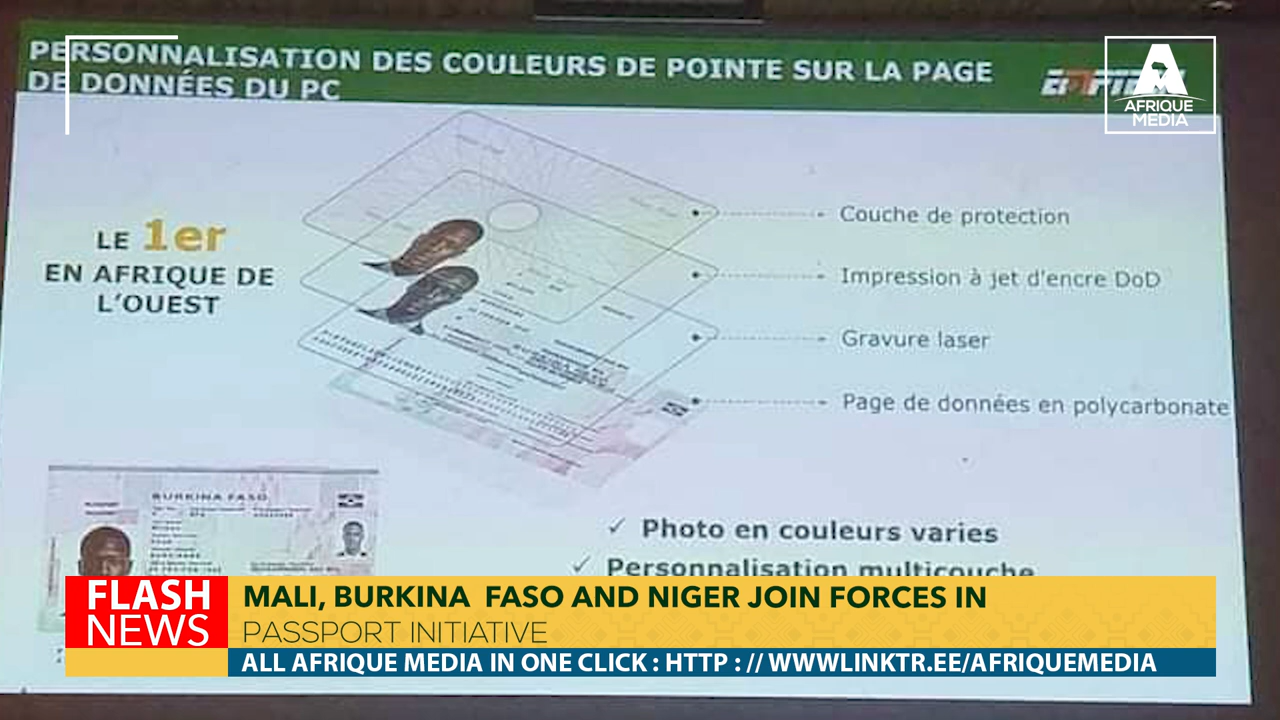 PERSONNALISATION DES COULEURS DE POINTE SUR LA PAGE
DE DONNÉES DU PC
AFRIQUE
MEDIA
LE 1er
EN AFRIQUE DE
L'OUEST
Couche de protection
Impression à jet d'encre DoD
Gravure laser
Page de données en polycarbonate
BURKINA FASO
✓ Photo en couleurs varies
✓ Personnalisation multicouche
FLASH
NEWS
MALI, BURKINA FASO AND NIGER JOIN FORCES IN
PASSPORT INITIATIVE
ALL AFRIQUE MEDIA IN ONE CLICK : HTTP : // WWWLINKTR.EE/AFRIQUEMEDIA